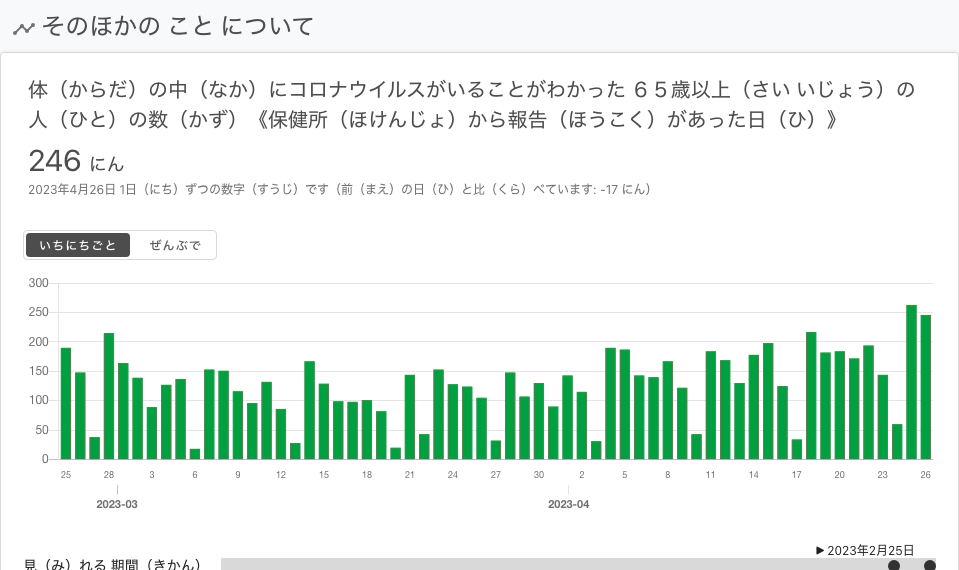 そのほかの こと について
体（からだ）の中（なか）にコロナウイルスがいることがわかった ６５歳以上（さい いじょう）の
人（ひと）の数（かず）《保健所（ほけんじょ）から報告（ほうこく）があった日（ひ）》
246 にん
2023年4月26日 1日（にち）ずつの数字（すうじ）です（前（まえ）の日（ひ）と比（くら）べています: -17 にん）
いちにちごと ぜんぶで
300
250
200
150
100
50
0
25 28 3 6 9 12 15 18 21 24 27 30 2 5 8 11 14 17 20 23 26
2023-03 2023-04
▶ 2023年2月25日
見（み）れる 期間（きかん）